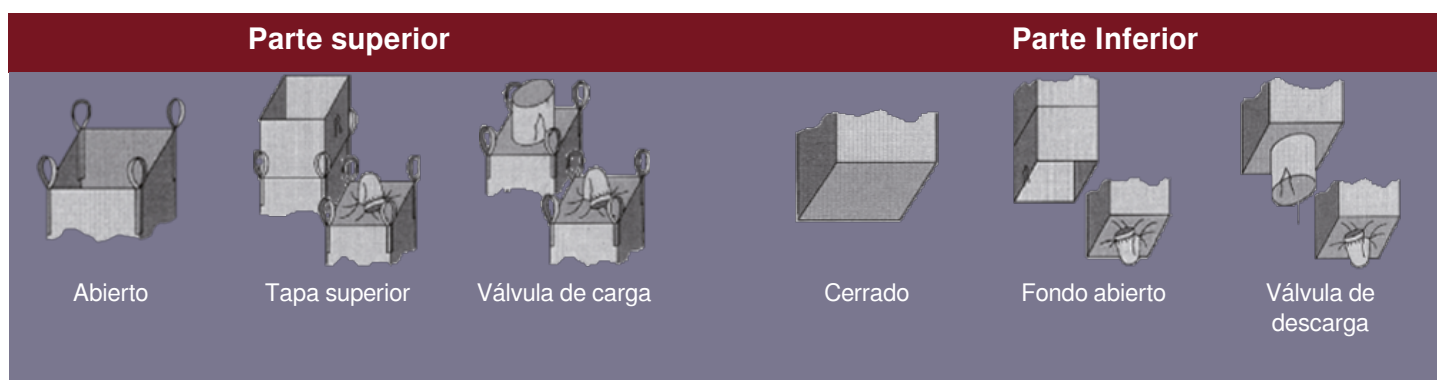 Parte superior
Parte Inferior
Abierto
Tapa superior
Válvula de carga
Cerrado
Fondo abierto
Válvula de
descarga